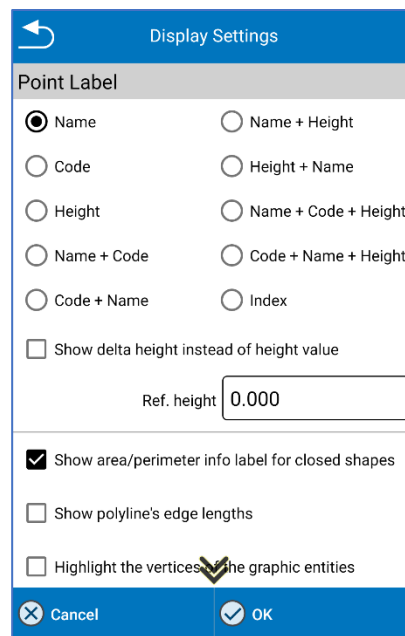 Display Settings
Point Label
Name
Name + Height
Code
Height + Name
Height
Name + Code + Height
Name + Code
Code + Name + Height
Code + Name
Index
Show delta height instead of height value
Ref. height 0.000
Show area/perimeter info label for closed shapes
Show polyline's edge lengths
Highlight the vertices of the graphic entities
Cancel
OK